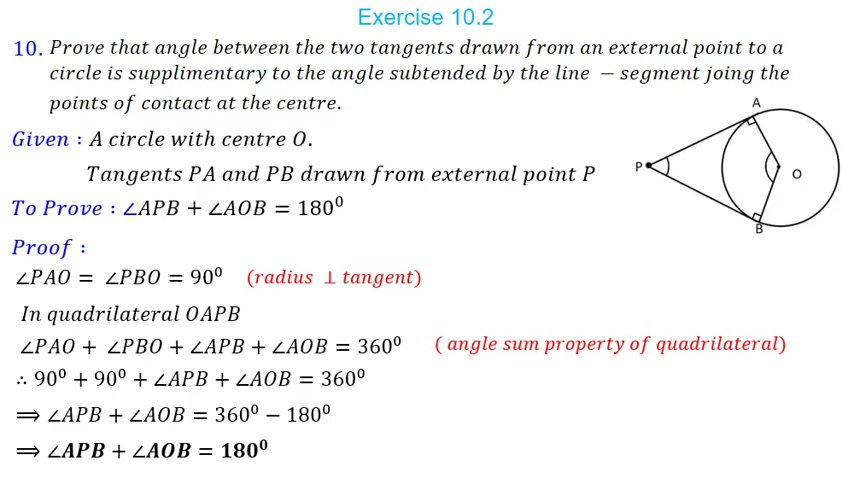 Exercise 10.2
10. Prove that angle between the two tangents drawn from an external point to a
circle is supplimentary to the angle subtended by the line − segment joing the
points of contact at the centre.
Given : A circle with centre O.
Tangents PA and PB drawn from external point P
To Prove : ∠APB + ∠AOB = 180⁰
Proof :
∠PAO = ∠PBO = 90⁰ (radius ⊥ tangent)
In quadrilateral OAPB
∠PAO + ∠PBO + ∠APB + ∠AOB = 360⁰ ( angle sum property of quadrilateral)
∴ 90⁰ + 90⁰ + ∠APB + ∠AOB = 360⁰
⟹ ∠APB + ∠AOB = 360⁰ − 180⁰
⟹ ∠APB + ∠AOB = 180⁰
A
P
O
B